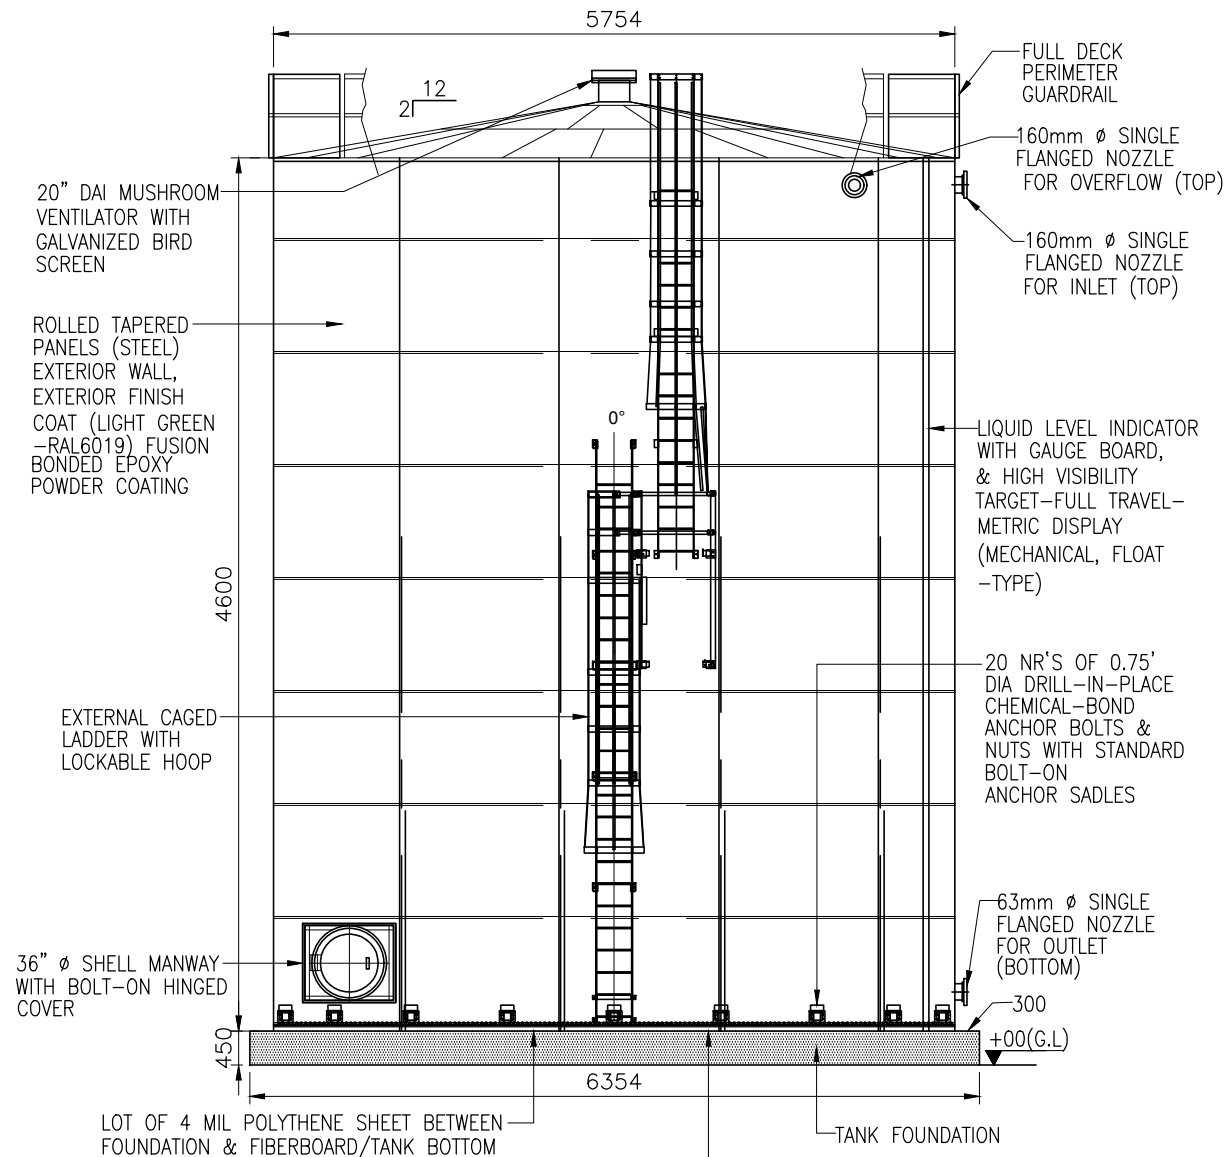 5754
FULL DECK
PERIMETER
GUARDRAIL
12
2
160mm ø SINGLE
FLANGED NOZZLE
FOR OVERFLOW (TOP)
20” DAI MUSHROOM
VENTILATOR WITH
GALVANIZED BIRD
SCREEN
160mm ø SINGLE
FLANGED NOZZLE
FOR INLET (TOP)
ROLLED TAPERED
PANELS (STEEL)
EXTERIOR WALL,
EXTERIOR FINISH
COAT (LIGHT GREEN
–RAL6019) FUSION
BONDED EPOXY
POWDER COATING
0°
LIQUID LEVEL INDICATOR
WITH GAUGE BOARD,
& HIGH VISIBILITY
TARGET–FULL TRAVEL–
METRIC DISPLAY
(MECHANICAL, FLOAT
–TYPE)
4600
20 NR‘S OF 0.75’
DIA DRILL–IN–PLACE
CHEMICAL–BOND
ANCHOR BOLTS &
NUTS WITH STANDARD
BOLT–ON
ANCHOR SADLES
EXTERNAL CAGED
LADDER WITH
LOCKABLE HOOP
63mm ø SINGLE
FLANGED NOZZLE
FOR OUTLET
(BOTTOM)
36” ø SHELL MANWAY
WITH BOLT–ON HINGED
COVER
300
+00(G.L)
450
6354
LOT OF 4 MIL POLYTHENE SHEET BETWEEN
FOUNDATION & FIBERBOARD/TANK BOTTOM
TANK FOUNDATION